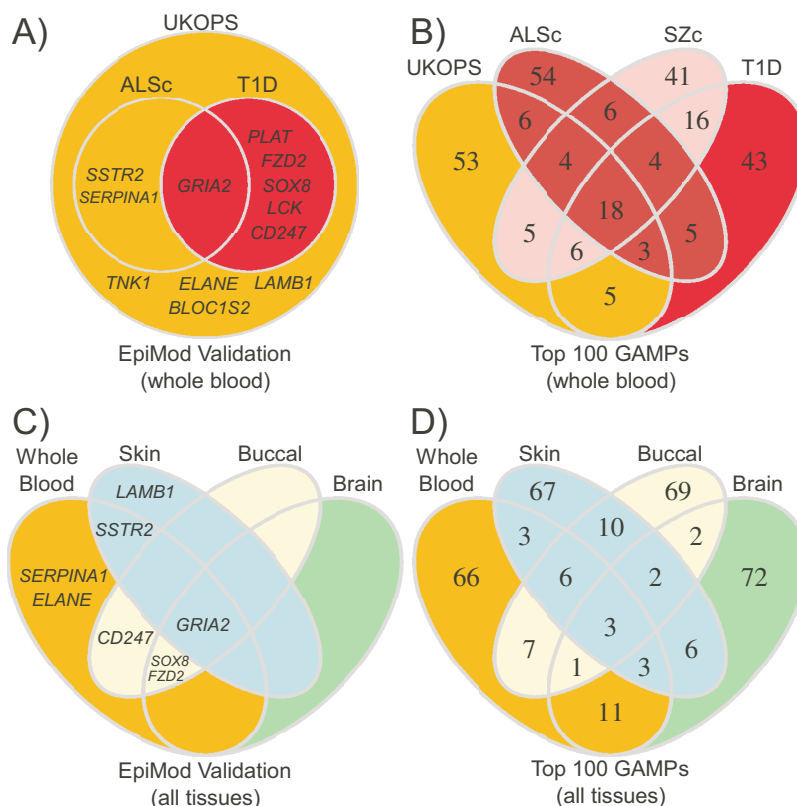 A)
UKOPS
ALSc
T1D
PLAT
FZD2
SSTR2
SERPINA1
GRIA2
SOX8
LCK
CD247
TNK1
ELANE
LAMB1
BLOC1S2
EpiMod Validation
(whole blood)
B)
ALSc
SZc
UKOPS
T1D
54
41
6
6
16
53
4
4
43
18
5
6
3
5
5
Top 100 GAMPs
(whole blood)
C)
Whole
Blood
Skin
Buccal
Brain
LAMB1
SSTR2
SERPINA1
ELANE
CD247
GRIA2
SOX8
FZD2
EpiMod Validation
(all tissues)
D)
Whole
Blood
Skin
Buccal
Brain
67
69
3
10
2
66
6
2
72
3
7
1
3
6
11
Top 100 GAMPs
(all tissues)